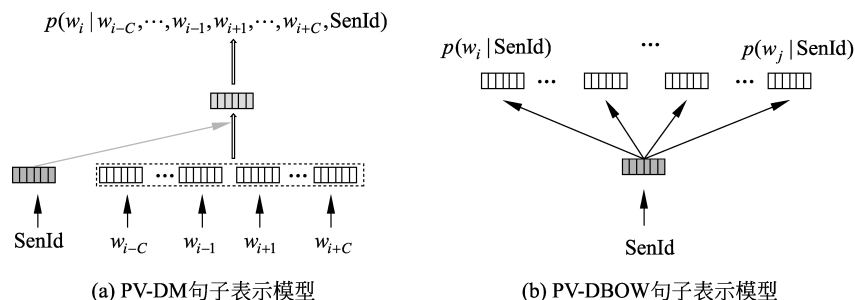 p(w_{i-C}, ⋯, w_{i-1}, w_{i+1}, ⋯, w_{i+C}, SenId)
SenId w_{i-C} w_{i-1} w_{i+1} w_{i+C}
(a) PV-DM句子表示模型
⋯
p(w_i | SenId) p(w_j | SenId)
⋯ ⋯
SenId
(b) PV-DBOW句子表示模型